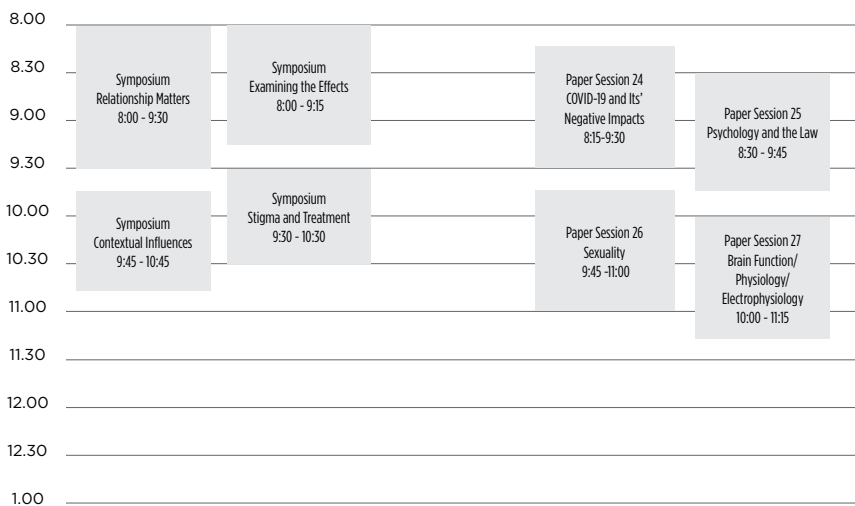 8.00
8.30
9.00
9.30
10.00
10.30
11.00
11.30
12.00
12.30
1.00
Symposium
Relationship Matters
8:00 - 9:30
Symposium
Examining the Effects
8:00 - 9:15
Paper Session 24
COVID-19 and Its’
Negative Impacts
8:15-9:30
Paper Session 25
Psychology and the Law
8:30 - 9:45
Symposium
Contextual Influences
9:45 - 10:45
Symposium
Stigma and Treatment
9:30 - 10:30
Paper Session 26
Sexuality
9:45 -11:00
Paper Session 27
Brain Function/
Physiology/
Electrophysiology
10:00 - 11:15